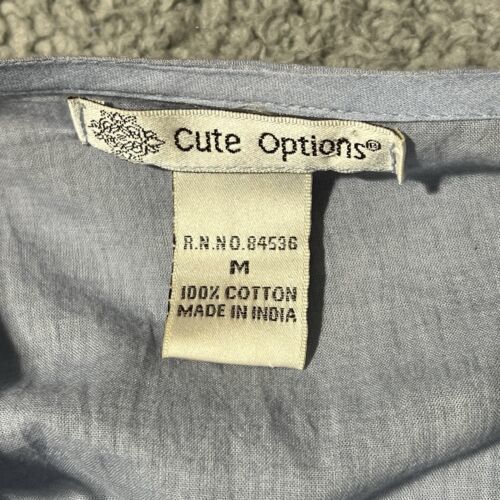 Cute Options®
R.N.NO.84536
M
100% COTTON
MADE IN INDIA